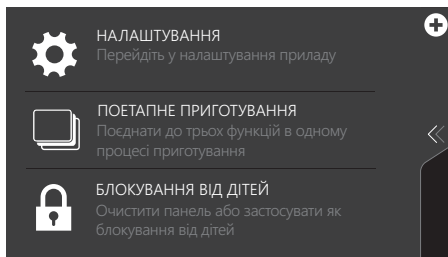 НАЛАШТУВАННЯ
Перейдіть у налаштування приладу
ПОЕТАПНЕ ПРИГОТУВАННЯ
Поєднати до трьох функцій в одному
процесі приготування
БЛОКУВАННЯ ВІД ДІТЕЙ
Очистити панель або застосувати як
блокування від дітей